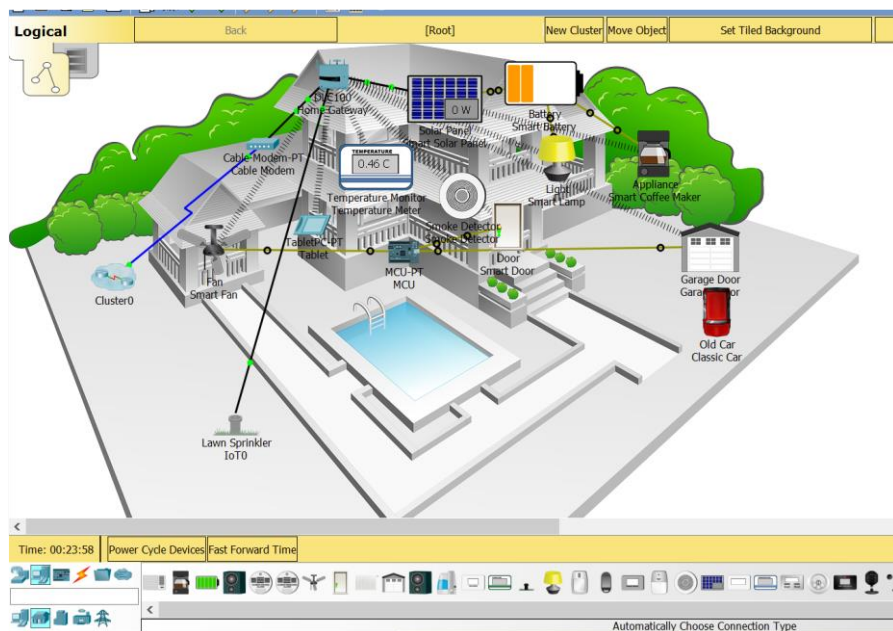 Logical
Back
[Root]
New Cluster
Move Object
Set Tiled Background
Home Gateway
0 W
Solar Panel
Smart Solar Panel
Battery
Smart Battery
Cable Modem-PT
Cable Modem
TEMPERATURE
0.46 C
Temperature Monitor
Temperature Meter
Light
Smart Lamp
Appliance
Smart Coffee Maker
Smoke Detector
Smoke Detector
TabletPC-PT
Tablet
Door
Smart Door
MCU-PT
MCU
Fan
Smart Fan
Cluster0
Garage Door
Old Car
Classic Car
Lawn Sprinkler
IoT0
Time: 00:23:58
Power Cycle Devices
Fast Forward Time
Automatically Choose Connection Type